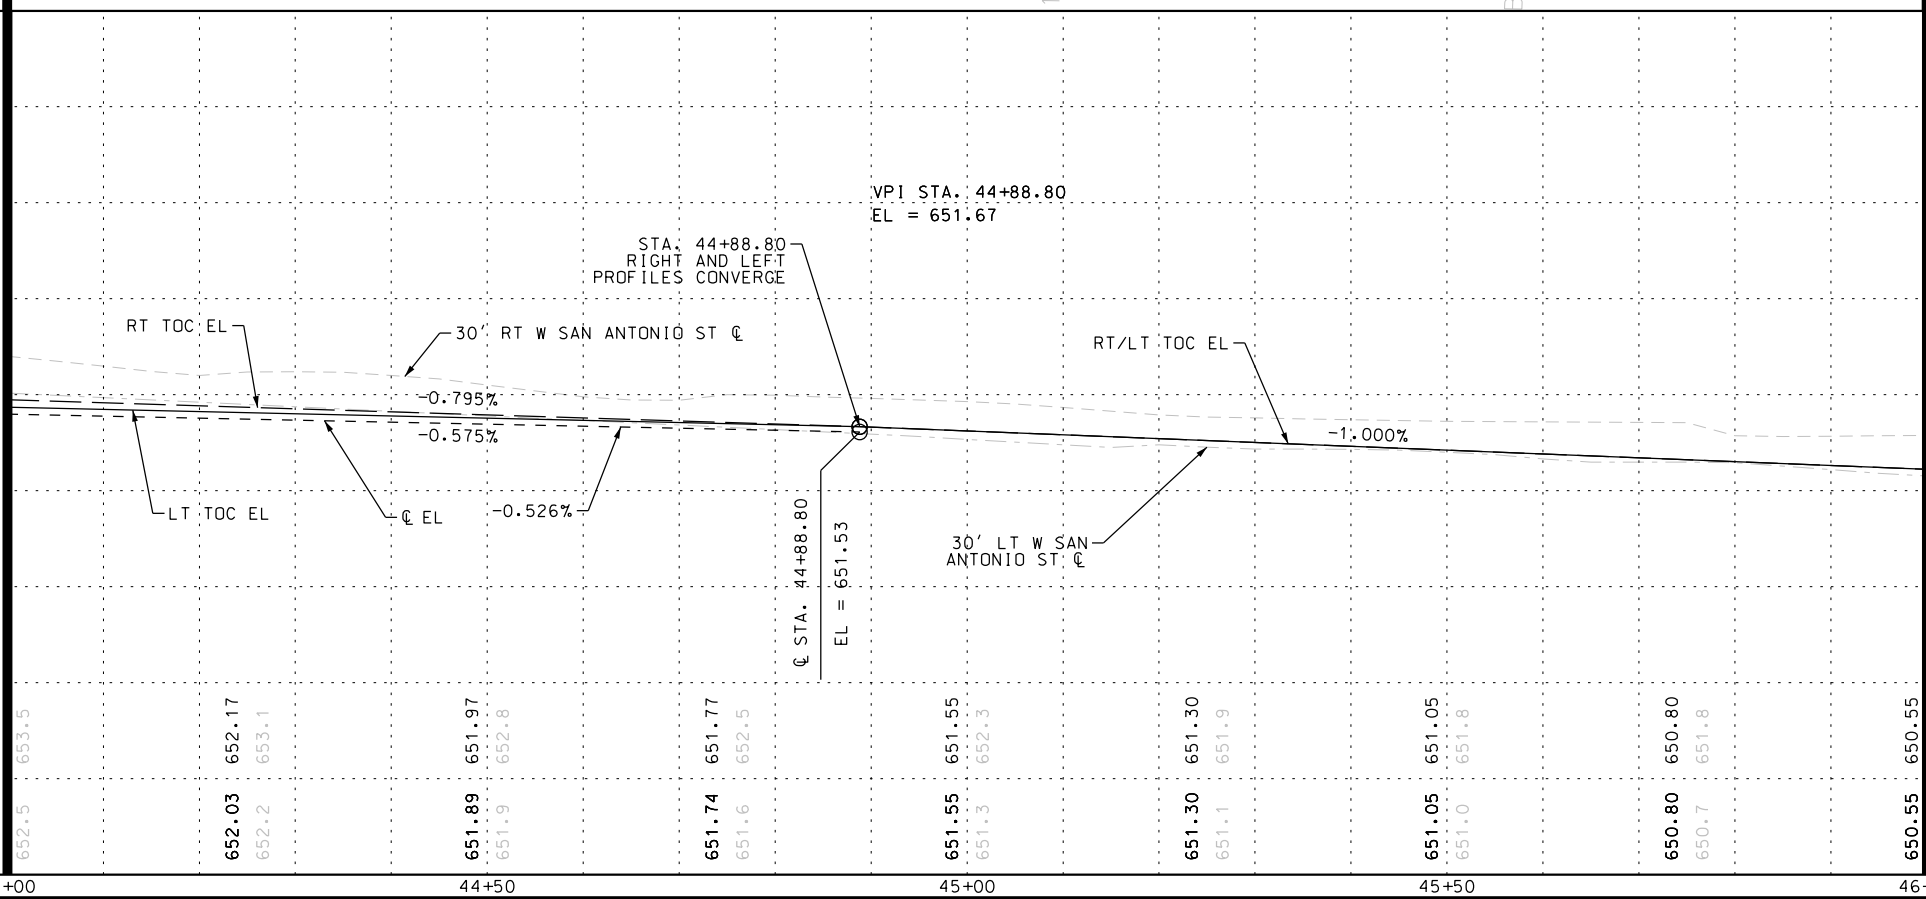 VPI STA. 44+88.80
EL = 651.67
STA. 44+88.80
RIGHT AND LEFT
PROFILES CONVERGE
RT TOC EL
30' RT W SAN ANTONIO ST ℄
RT/LT TOC EL
-0.795%
-0.575%
-1.000%
LT TOC EL
℄ EL
-0.526%
℄ STA. 44+88.80
EL = 651.53
30' LT W SAN
ANTONIO ST ℄
653.5 652.17 653.1 651.97 652.8 651.77 652.5 651.55 652.3 651.30 651.9 651.05 651.8 650.80 651.8 650.55
652.5 652.03 652.2 651.89 651.9 651.74 651.6 651.55 651.3 651.30 651.1 651.05 651.0 650.80 650.7 650.55
+00 44+50 45+00 45+50 46